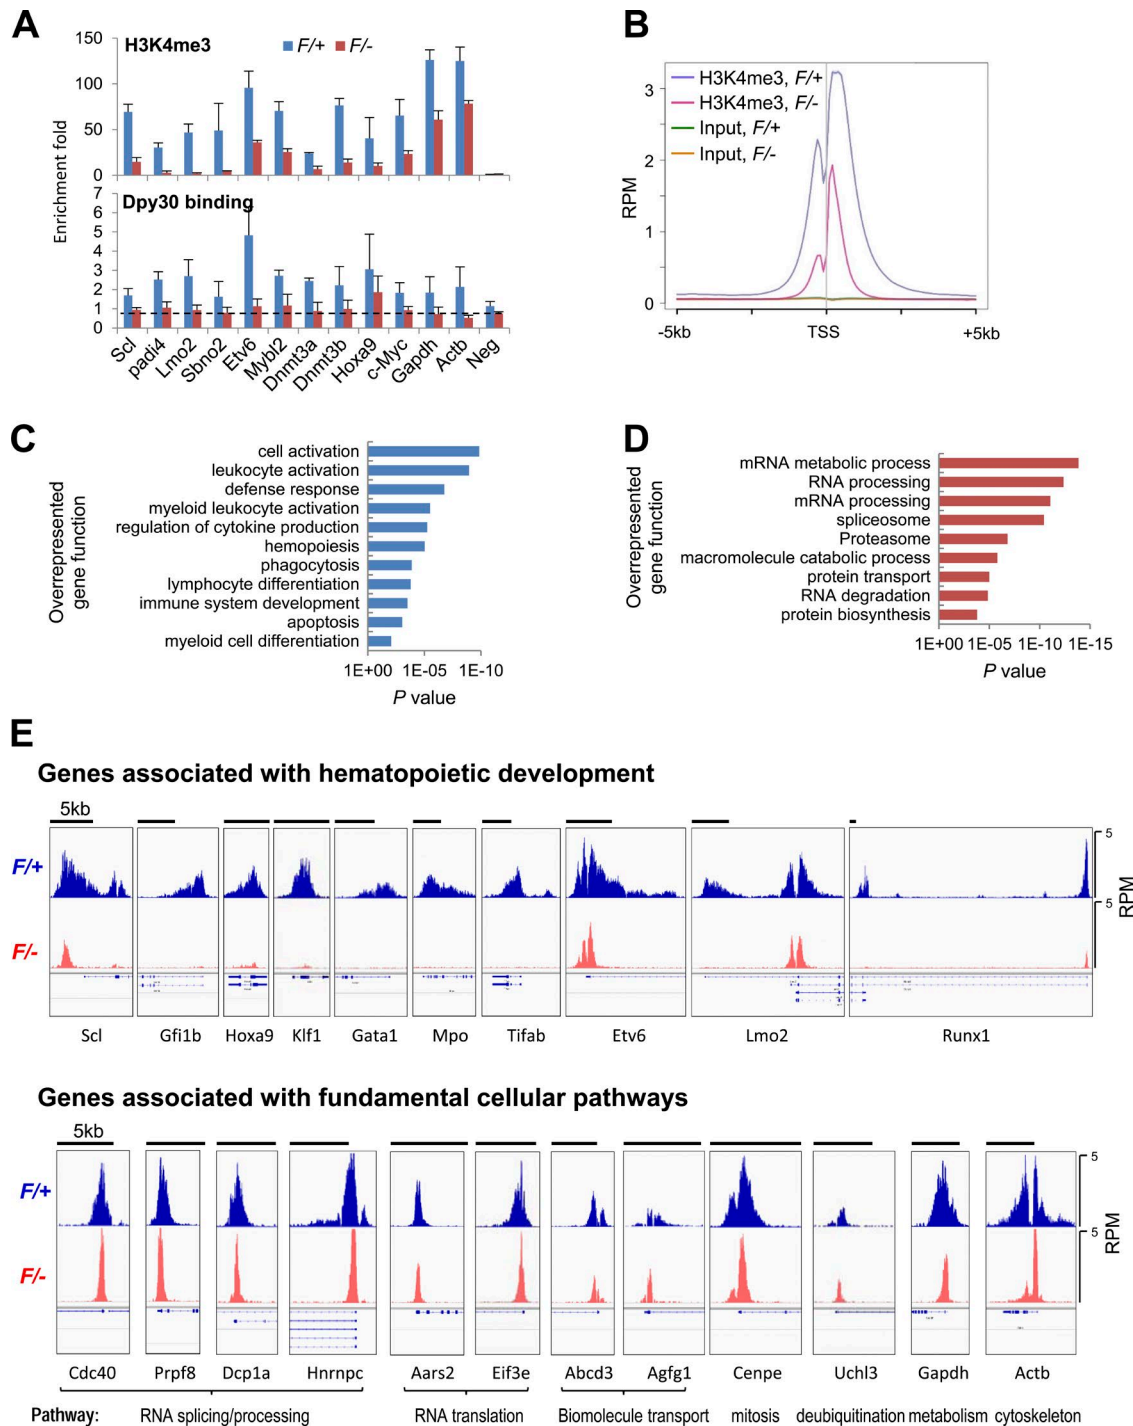 A
H3K4me3
F/+
F/-
150
100
50
0
Enrichment fold
Dpy30 binding
7
6
5
4
3
2
1
0
Scl
padi4
Lmo2
Sbno2
Etv6
Mybl2
Dnmt3a
Dnmt3b
Hoxa9
c-Myc
Gapdh
Actb
Neg
B
H3K4me3, F/+
H3K4me3, F/-
Input, F/+
Input, F/-
3
2
1
0
RPM
-5kb
TSS
+5kb
C
Overrepresented
gene function
cell activation
leukocyte activation
defense response
myeloid leukocyte activation
regulation of cytokine production
hemopoiesis
phagocytosis
lymphocyte differentiation
immune system development
apoptosis
myeloid cell differentiation
1E+00 1E-05 1E-10
P value
D
Overrepresented
gene function
mRNA metabolic process
RNA processing
mRNA processing
spliceosome
Proteasome
macromolecule catabolic process
protein transport
RNA degradation
protein biosynthesis
1E+00 1E-05 1E-10 1E-15
P value
E
Genes associated with hematopoietic development
5kb
F/+
5
F/-
5
RPM
Scl Gfi1b Hoxa9 Klf1 Gata1 Mpo Tifab Etv6 Lmo2 Runx1
Genes associated with fundamental cellular pathways
5kb
F/+
5
F/-
5
RPM
Cdc40 Prpf8 Dcp1a Hnrnpc Aars2 Eif3e Abcd3 Agfg1 Cenpe Uchl3 Gapdh Actb
Pathway: RNA splicing/processing RNA translation Biomolecule transport mitosis deubiquitination metabolism cytoskeleton